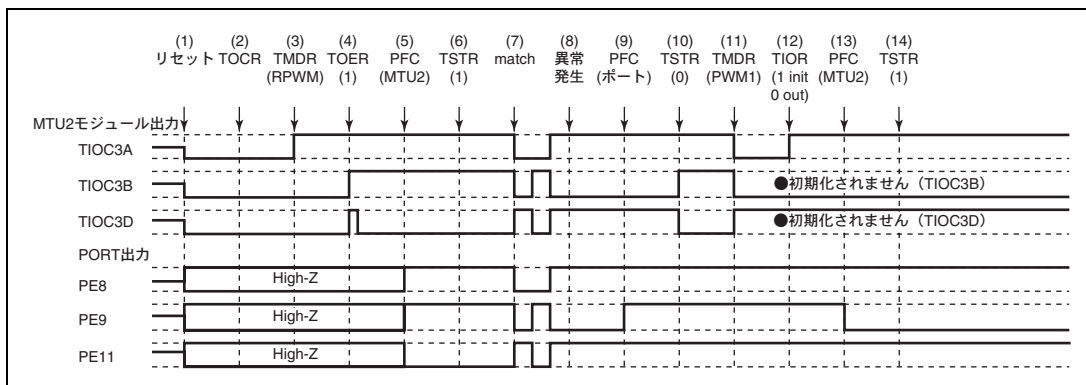 (1) (2) (3) (4) (5) (6) (7) (8) (9) (10) (11) (12) (13) (14)
リセット TOCR TMDR TOER PFC TSTR match 異常 PFC TSTR TMDR TIOR PFC TSTR
(RPWM) (1) (MTU2) (1) 発生 (ポート) (0) (PWM1) (1 init (MTU2) (1)
0 out)
MTU2モジュール出力
TIOC3A
TIOC3B ●初期化されません（TIOC3B）
TIOC3D ●初期化されません（TIOC3D）
PORT出力
PE8 High-Z
PE9 High-Z
PE11 High-Z